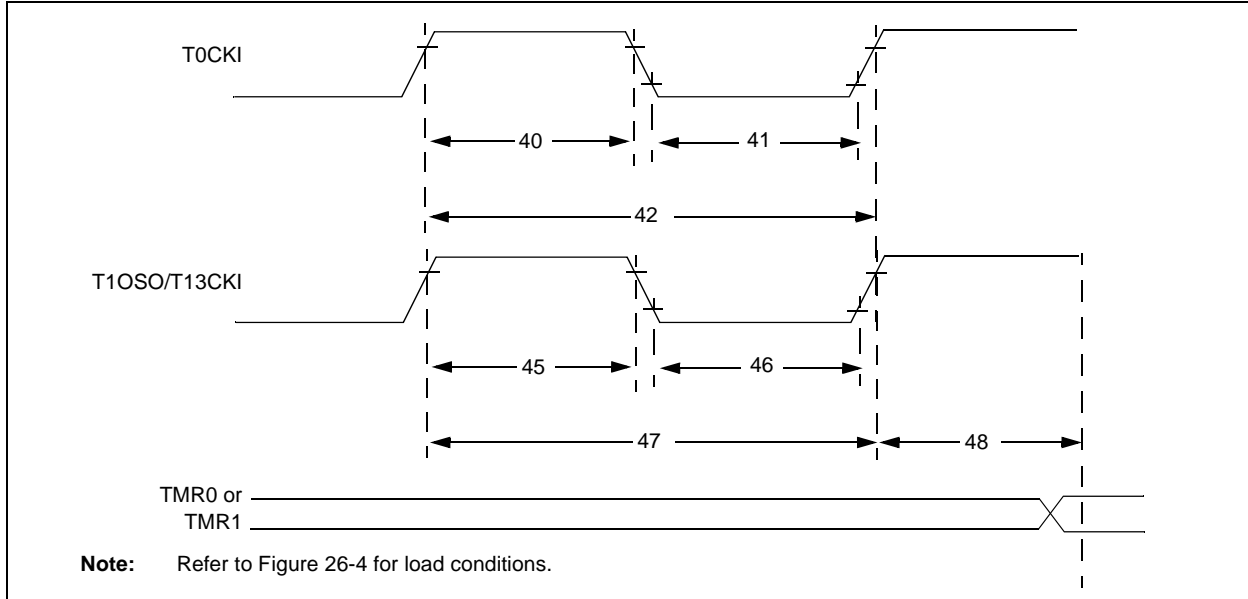 T0CKI
40
41
42
T1OSO/T13CKI
45
46
47
48
TMR0 or
TMR1
Note: Refer to Figure 26-4 for load conditions.